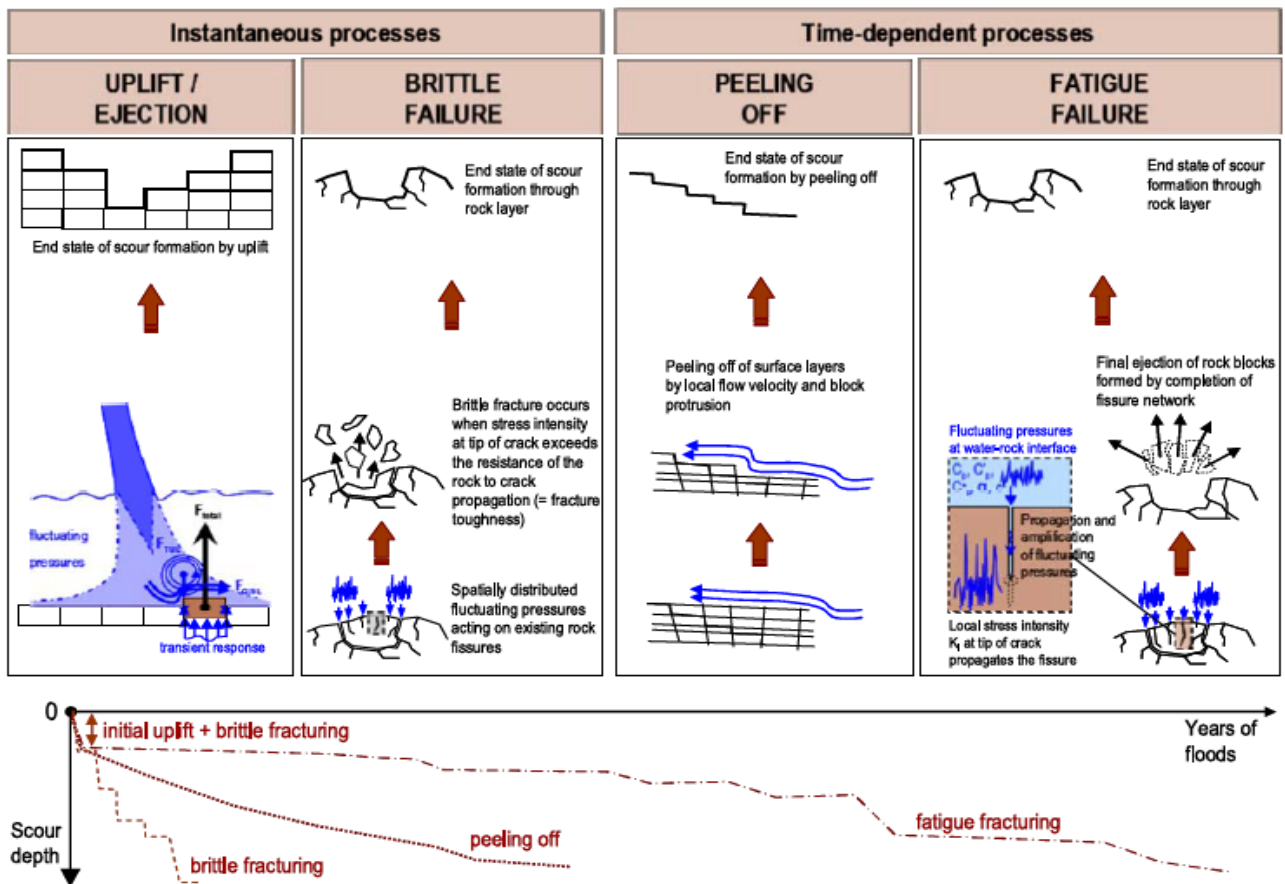 Instantaneous processes
Time-dependent processes
UPLIFT /
EJECTION
BRITTLE
FAILURE
PEELING
OFF
FATIGUE
FAILURE
End state of scour formation by uplift
fluctuating
pressures
F total
transient response
End state of scour
formation through
rock layer
Brittle fracture occurs
when stress intensity
at tip of crack exceeds
the resistance of the
rock to crack
propagation (= fracture
toughness)
Spatially distributed
fluctuating pressures
acting on existing rock
fissures
End state of scour
formation by peeling off
Peeling off of surface layers
by local flow velocity and block
protrusion
End state of scour
formation through
rock layer
Final ejection of rock blocks
formed by completion of
fissure network
Fluctuating pressures
at water-rock interface
Propagation and
amplification
of fluctuating
pressures
Local stress intensity
K_I at tip of crack
propagates the fissure
0
initial uplift + brittle fracturing
Years of
floods
Scour
depth
brittle fracturing
peeling off
fatigue fracturing